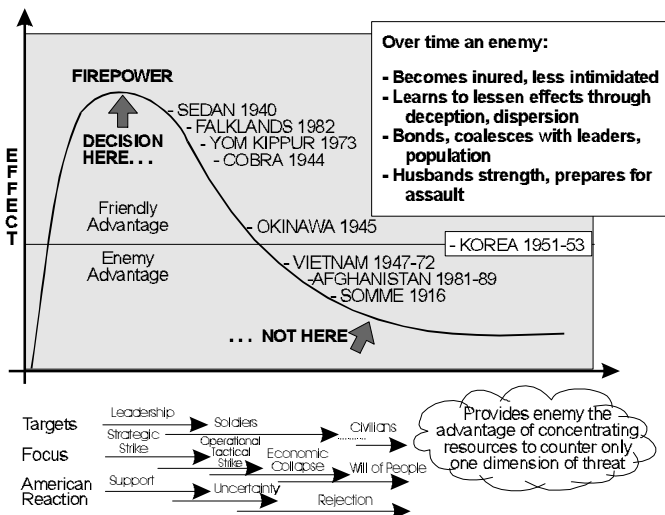 Over time an enemy:
- Becomes inured, less intimidated
- Learns to lessen effects through
deception, dispersion
- Bonds, coalesces with leaders,
population
- Husbands strength, prepares for
assault
FIREPOWER
DECISION
HERE. . .
- SEDAN 1940
- FALKLANDS 1982
- YOM KIPPUR 1973
- COBRA 1944
EFFECT
Friendly
Advantage
- OKINAWA 1945
- KOREA 1951-53
Enemy
Advantage
- VIETNAM 1947-72
-AFGHANISTAN 1981-89
- SOMME 1916
. . . NOT HERE
Targets
Leadership
Soldiers
Civilians
Focus
Strategic
Strike
Operational
Tactical
Strike
Economic
Collapse
Will of People
American
Reaction
Support
Uncertainty
Rejection
Provides enemy the
advantage of concentrating
resources to counter only
one dimension of threat